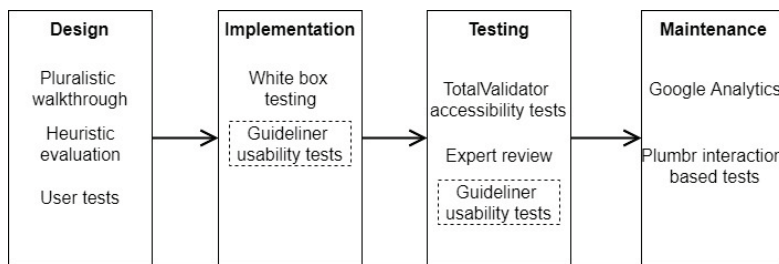 Design
Pluralistic
walkthrough
Heuristic
evaluation
User tests
Implementation
White box
testing
Guideliner
usability tests
Testing
TotalValidator
accessibility tests
Expert review
Guideliner
usability tests
Maintenance
Google Analytics
Plumbr interaction
based tests